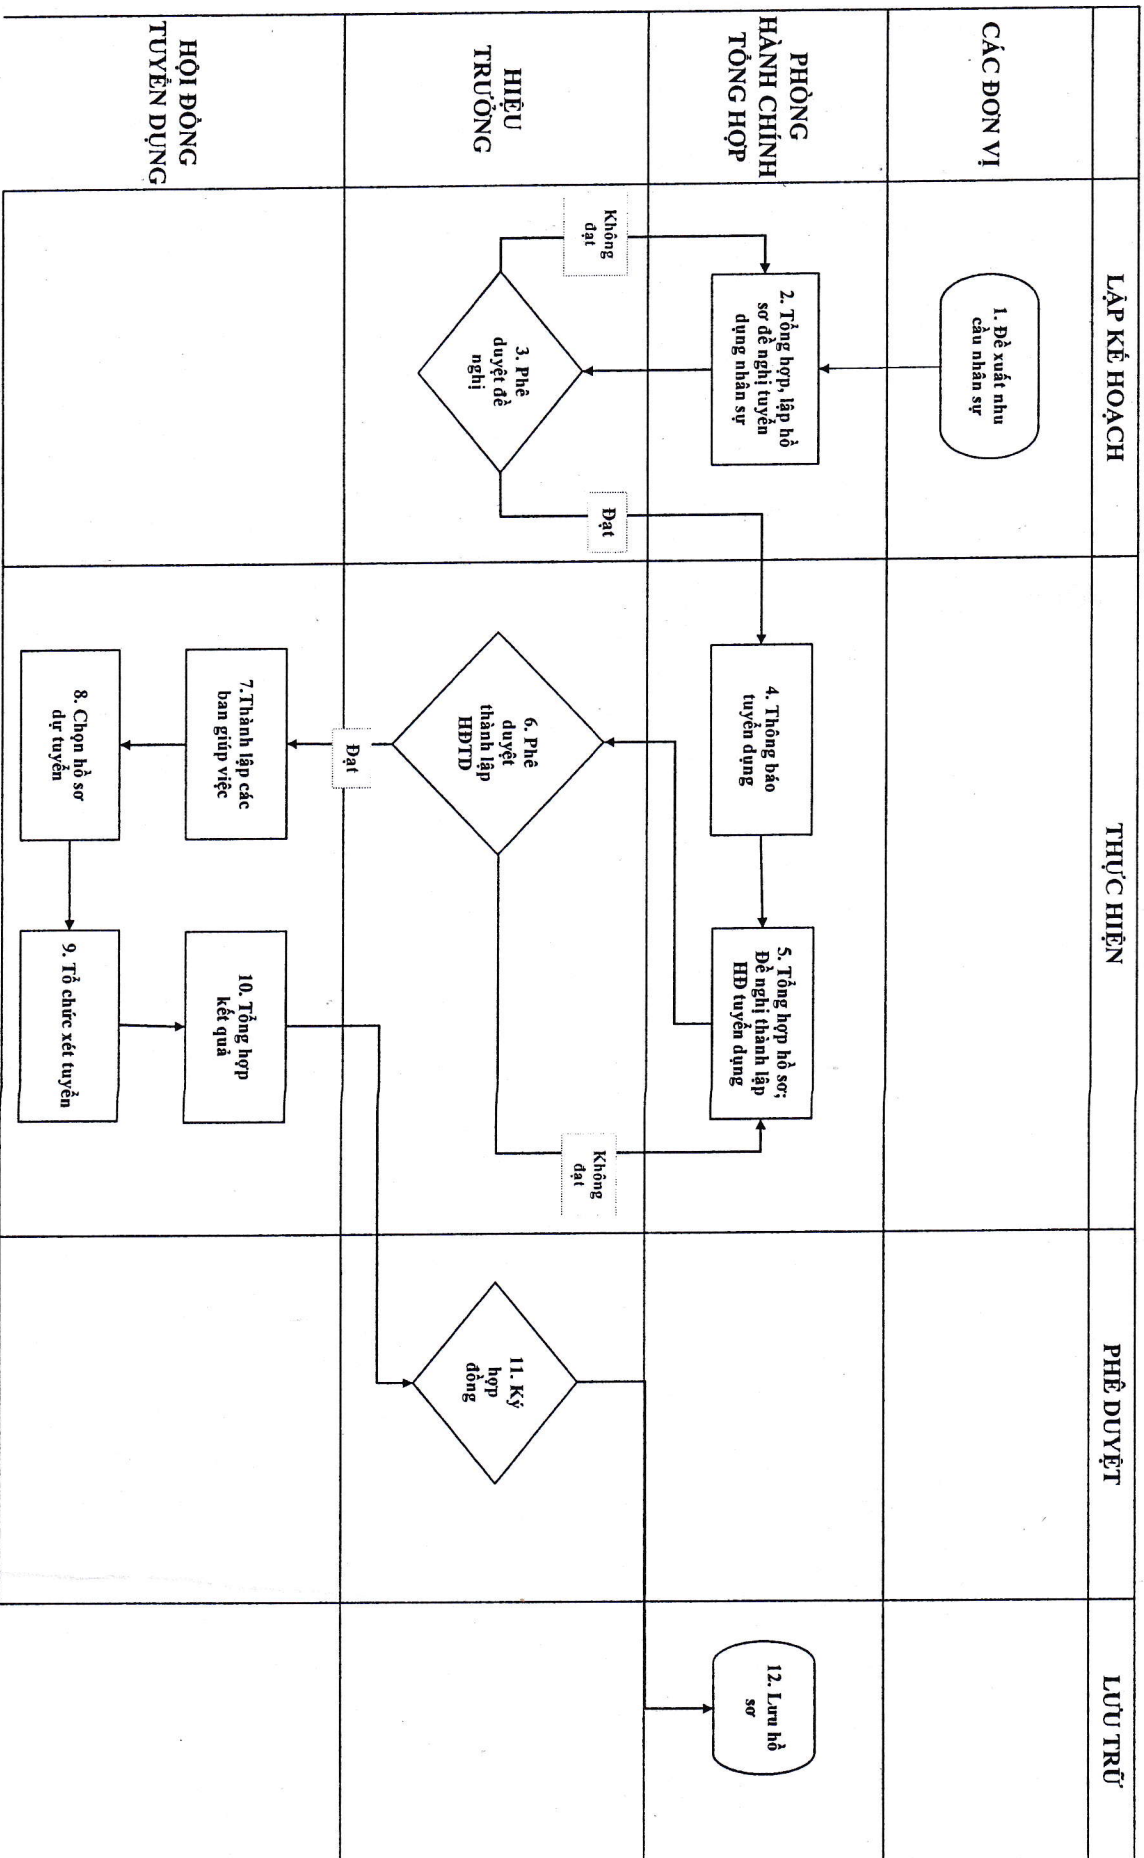 LẬP KẾ HOẠCH
THỰC HIỆN
PHÊ DUYỆT
LƯU TRỮ
CÁC ĐƠN VỊ
1. Đề xuất nhu
cầu nhân sự
PHÒNG
HÀNH CHÍNH
TỔNG HỢP
2. Tổng hợp, lập hồ
sơ đề nghị tuyển
dụng nhân sự
4. Thông báo
tuyển dụng
5. Tổng hợp hồ sơ;
Đề nghị thành lập
HĐ tuyển dụng
12. Lưu hồ
sơ
Không
đạt
Đạt
Không
đạt
HIỆU
TRƯỞNG
3. Phê
duyệt đề
nghị
6. Phê
duyệt
thành lập
HĐTD
11. Ký
hợp
đồng
Đạt
HỘI ĐỒNG
TUYỂN DỤNG
7.Thành lập các
ban giúp việc
10. Tổng hợp
kết quả
8. Chọn hồ sơ
dự tuyển
9. Tổ chức xét tuyển